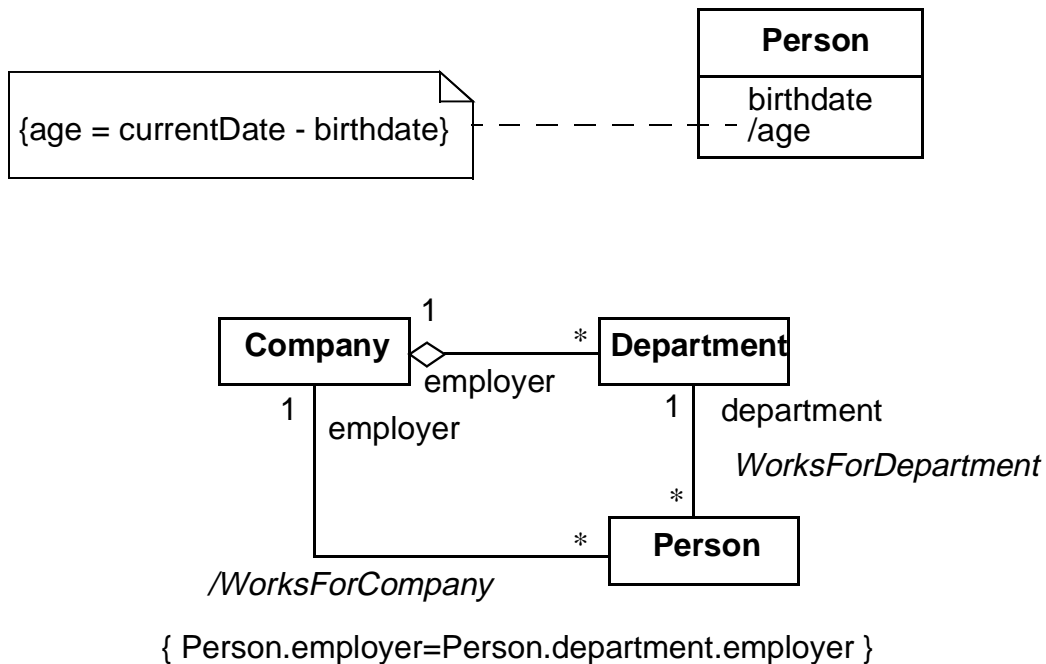 Person
birthdate
/age
{age = currentDate - birthdate}
1
*
Company
Department
employer
1
employer
1
department
WorksForDepartment
*
*
Person
/WorksForCompany
{ Person.employer=Person.department.employer }